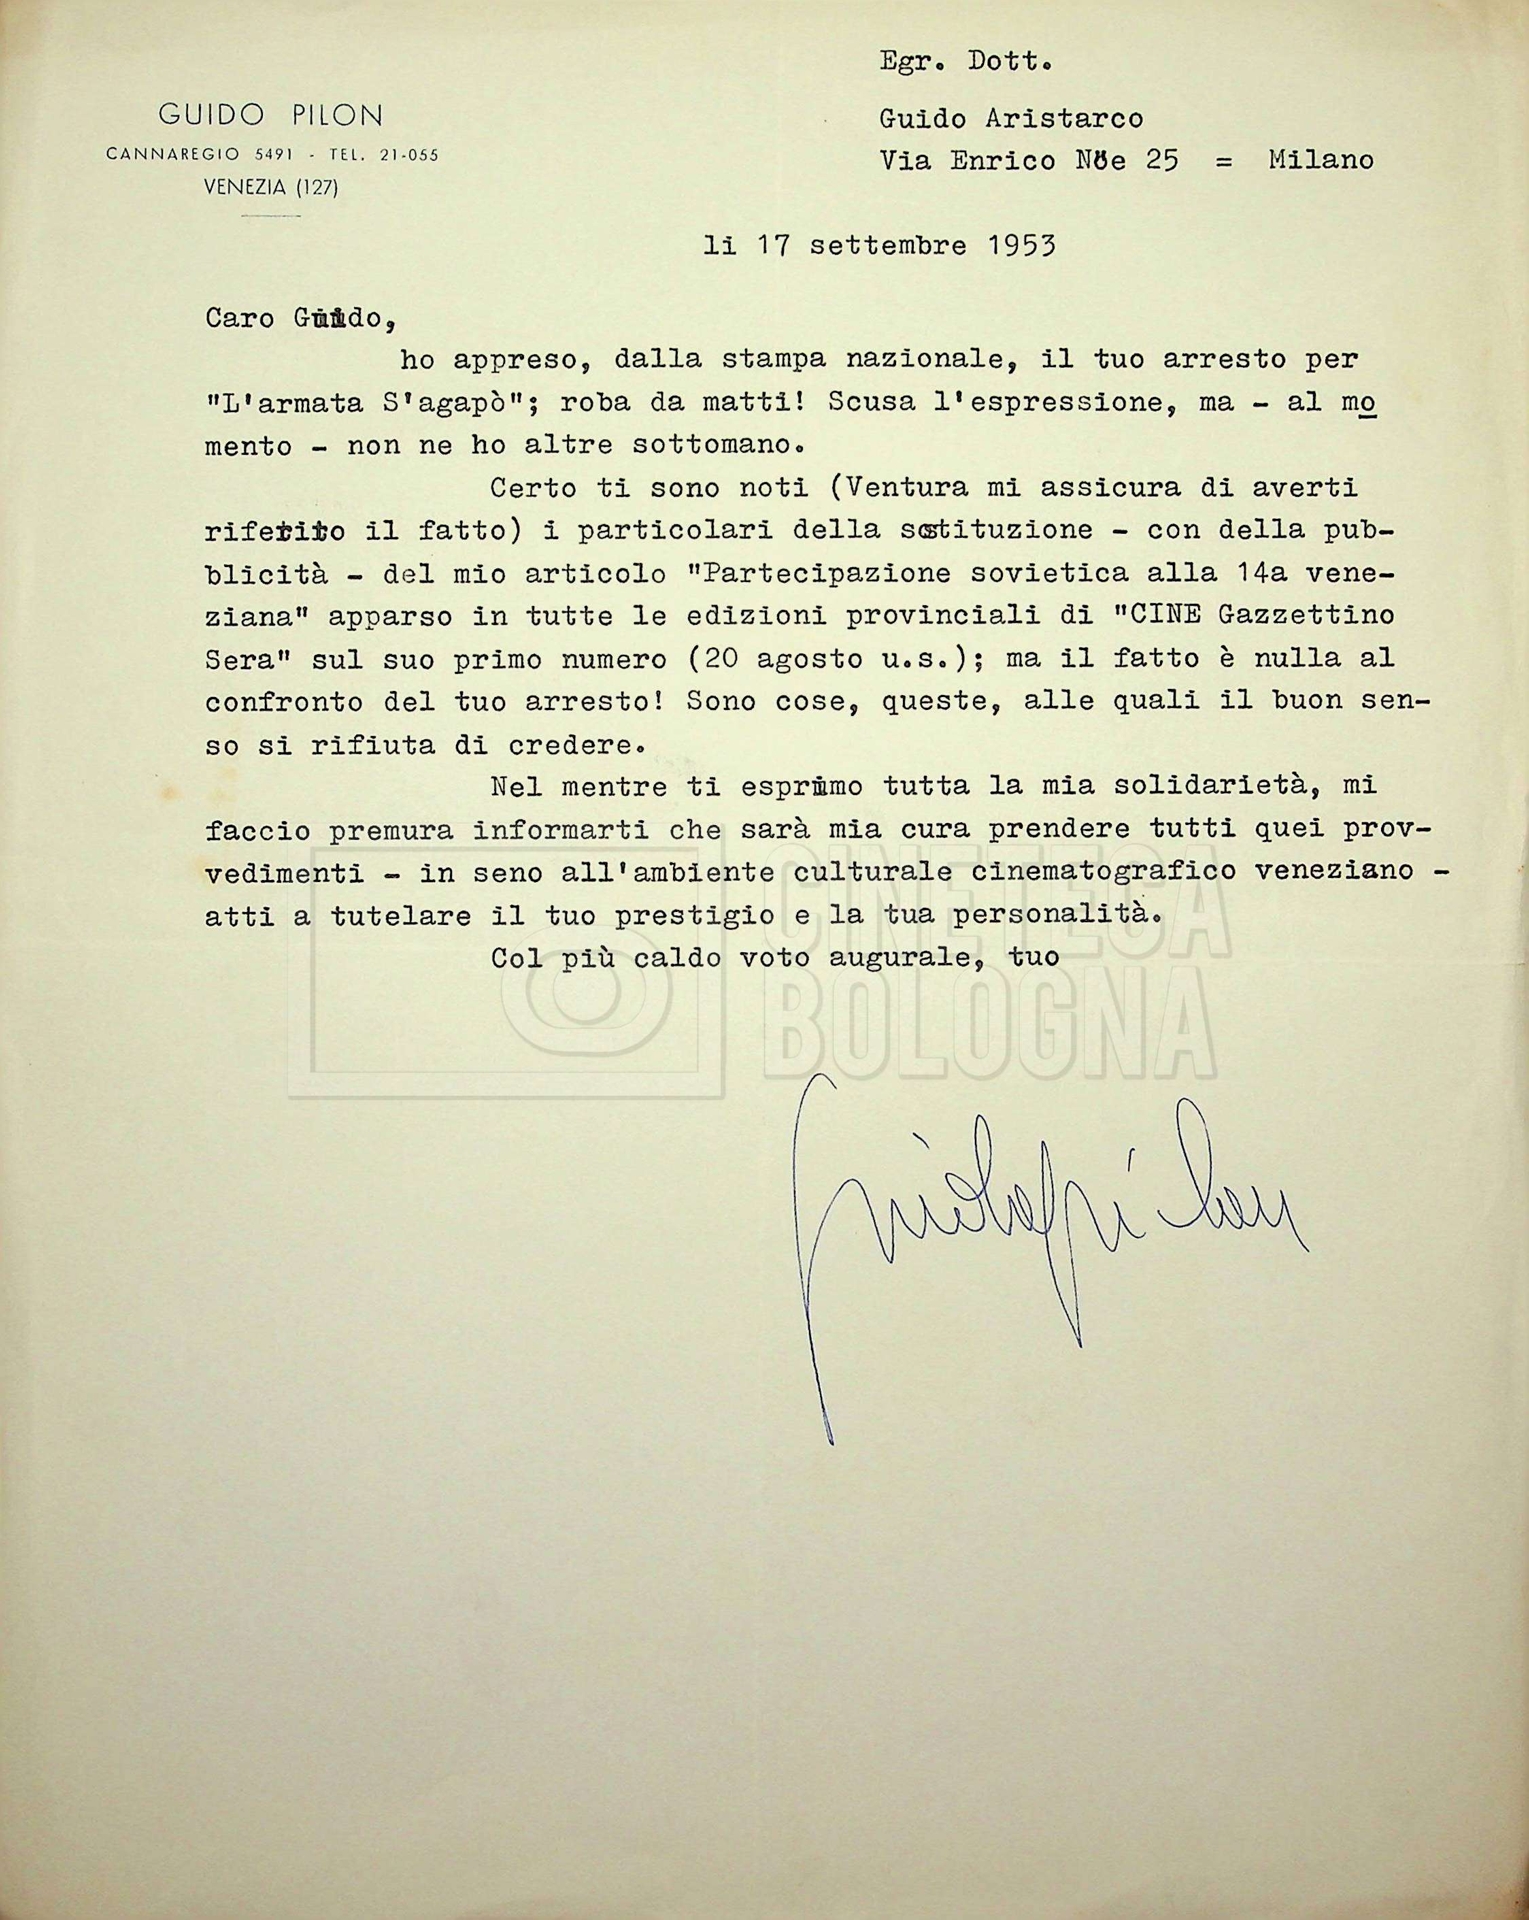 GUIDO PILON
CANNAREGIO 5491 - TEL. 21-055
VENEZIA (127)
Egr. Dott.
Guido Aristarco
Via Enrico Nöe 25 = Milano
li 17 settembre 1953
Caro Guido,
ho appreso, dalla stampa nazionale, il tuo arresto per
"L'armata S'agapò"; roba da matti! Scusa l'espressione, ma - al mo
mento - non ne ho altre sottomano.
Certo ti sono noti (Ventura mi assicura di averti
riferito il fatto) i particolari della sostituzione - con della pub-
blicità - del mio articolo "Partecipazione sovietica alla 14a vene-
ziana" apparso in tutte le edizioni provinciali di "CINE Gazzettino
Sera" sul suo primo numero (20 agosto u.s.); ma il fatto è nulla al
confronto del tuo arresto! Sono cose, queste, alle quali il buon sen-
so si rifiuta di credere.
Nel mentre ti esprimo tutta la mia solidarietà, mi
faccio premura informarti che sarà mia cura prendere tutti quei prov-
vedimenti - in seno all'ambiente culturale cinematografico veneziano -
atti a tutelare il tuo prestigio e la tua personalità.
Col più caldo voto augurale, tuo
CINETECA
BOLOGNA
Guido Pilon